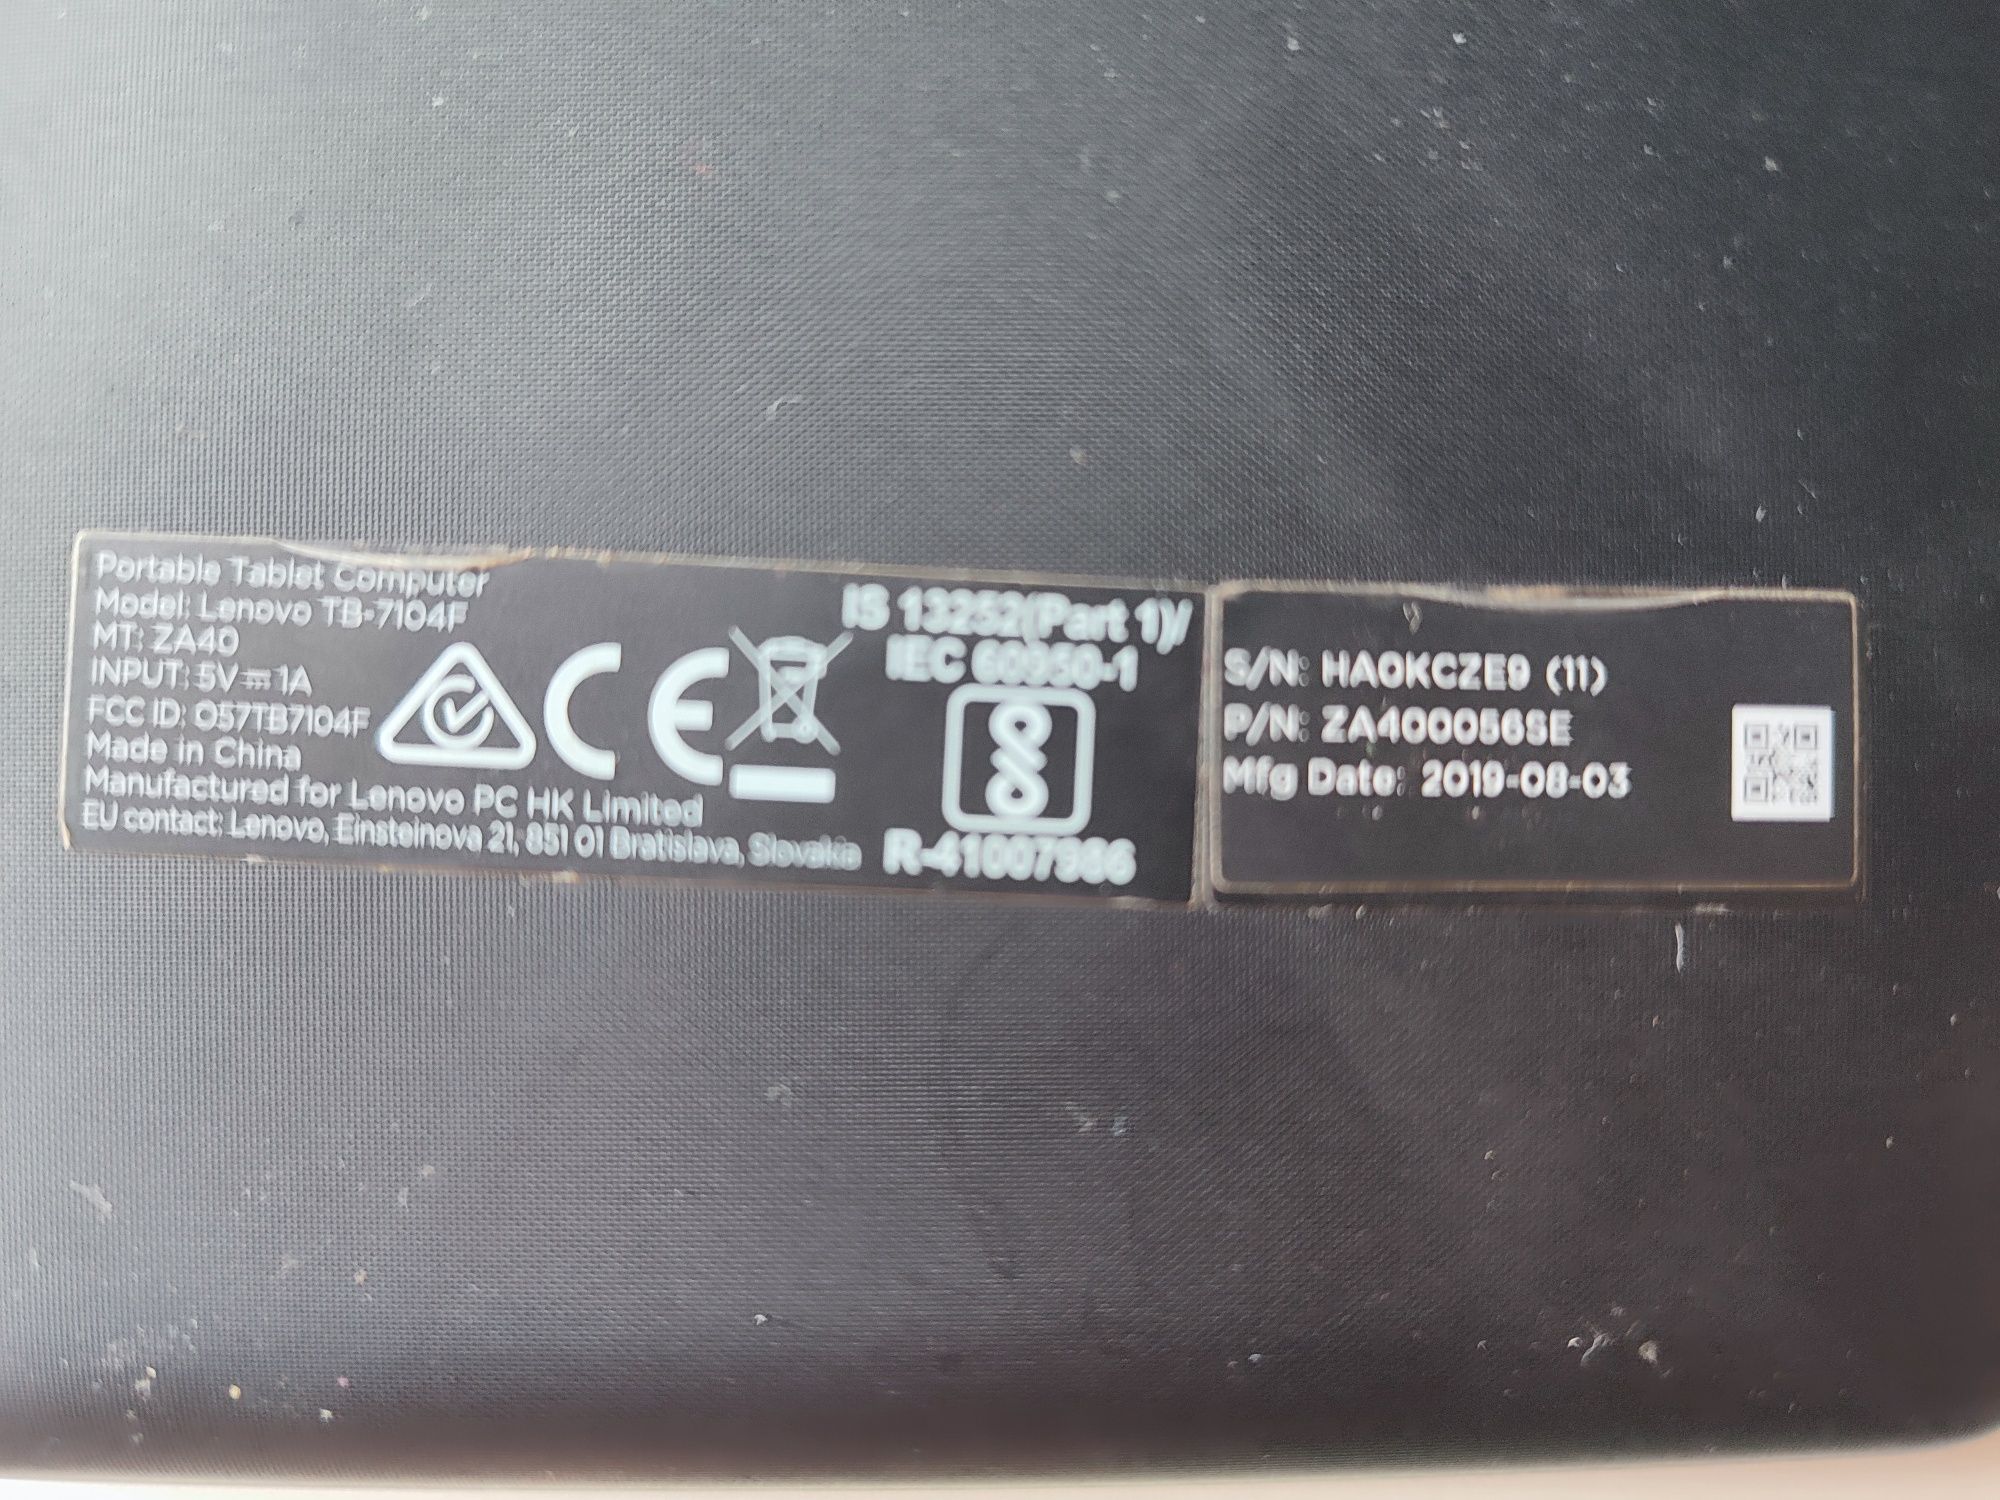 Portable Tablet Computer
Model: Lenovo TB-7104F
MT: ZA40
INPUT: 5V⎓1A
FCC ID: O57TB7104F
Made in China
Manufactured for Lenovo PC HK Limited
EU contact: Lenovo, Einsteinova 21, 851 01 Bratislava, Slovakia
CE
IS 13252(Part 1)/
IEC 60950-1
R-41007986
S/N: HA0KCZE9 (11)
P/N: ZA400056SE
Mfg Date: 2019-08-03